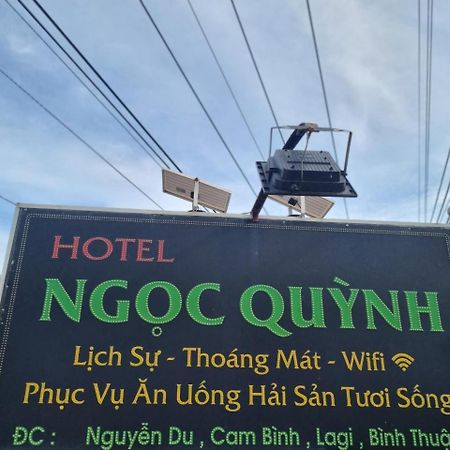 HOTEL
NGỌC QUỲNH
Lịch Sự - Thoáng Mát - Wifi
Phục Vụ Ăn Uống Hải Sản Tươi Sống
ĐC : Nguyễn Du , Cam Bình , Lagi , Bình Thuậ